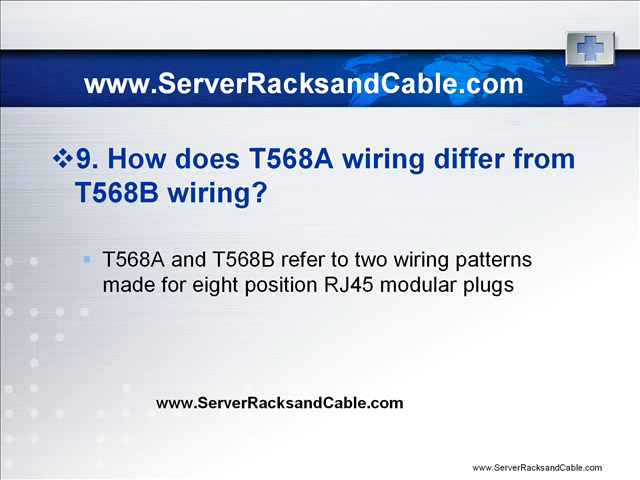 www.ServerRacksandCable.com
❖9. How does T568A wiring differ from
T568B wiring?
▪ T568A and T568B refer to two wiring patterns
made for eight position RJ45 modular plugs
www.ServerRacksandCable.com
www.ServerRacksandCable.com